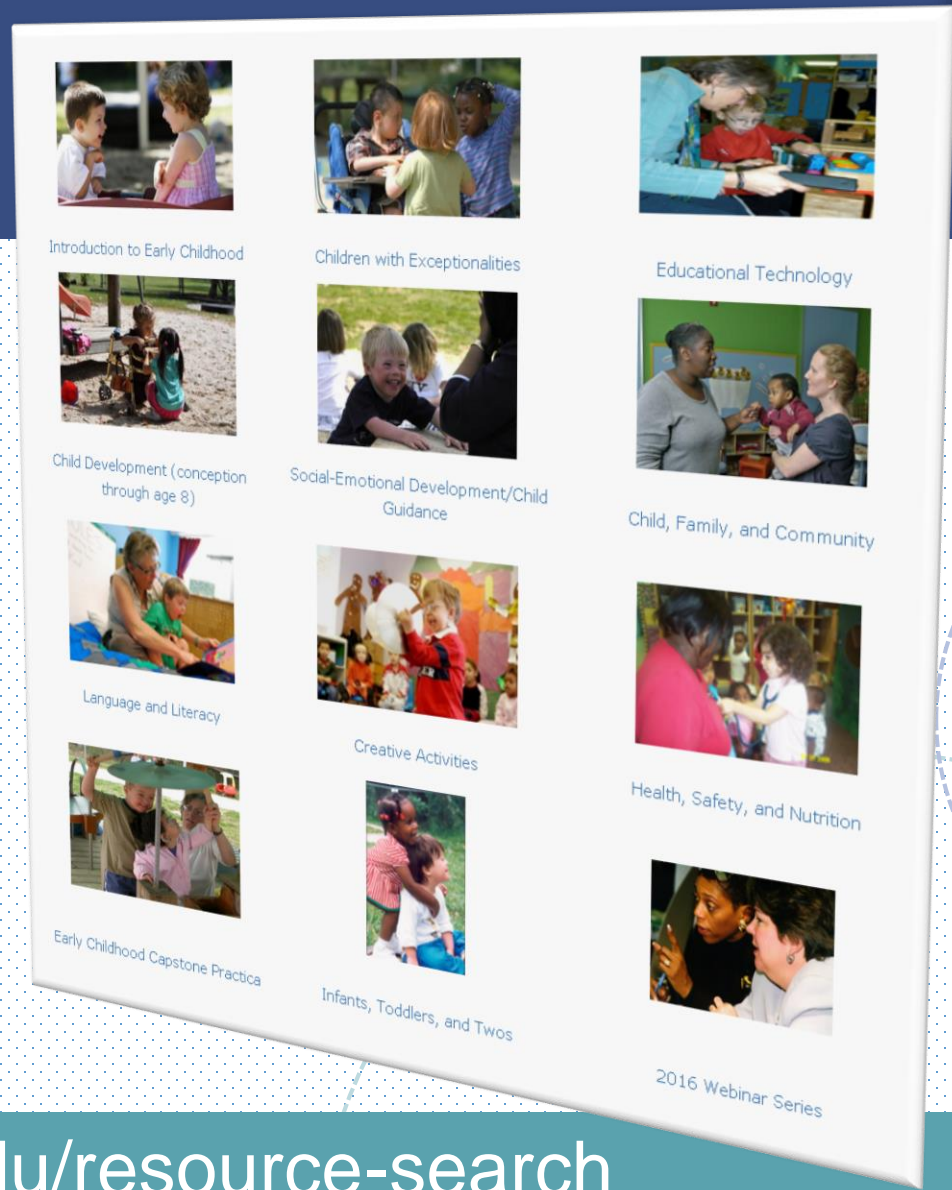 Introduction to Early Childhood
Children with Exceptionalities
Educational Technology
Child Development (conception
through age 8)
Social-Emotional Development/Child
Guidance
Child, Family, and Community
Language and Literacy
Creative Activities
Health, Safety, and Nutrition
Early Childhood Capstone Practica
Infants, Toddlers, and Twos
2016 Webinar Series
lu/resource-search